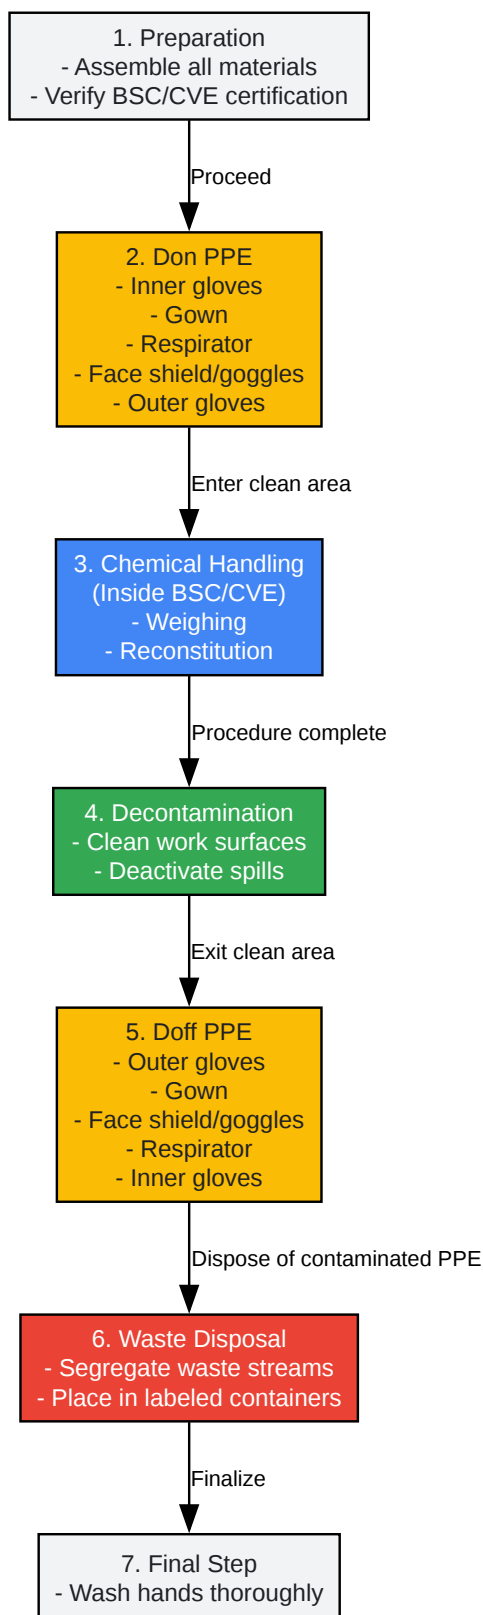 1. Preparation
- Assemble all materials
- Verify BSC/CVE certification
Proceed
2. Don PPE
- Inner gloves
- Gown
- Respirator
- Face shield/goggles
- Outer gloves
Enter clean area
3. Chemical Handling
(Inside BSC/CVE)
- Weighing
- Reconstitution
Procedure complete
4. Decontamination
- Clean work surfaces
- Deactivate spills
Exit clean area
5. Doff PPE
- Outer gloves
- Gown
- Face shield/goggles
- Respirator
- Inner gloves
Dispose of contaminated PPE
6. Waste Disposal
- Segregate waste streams
- Place in labeled containers
Finalize
7. Final Step
- Wash hands thoroughly